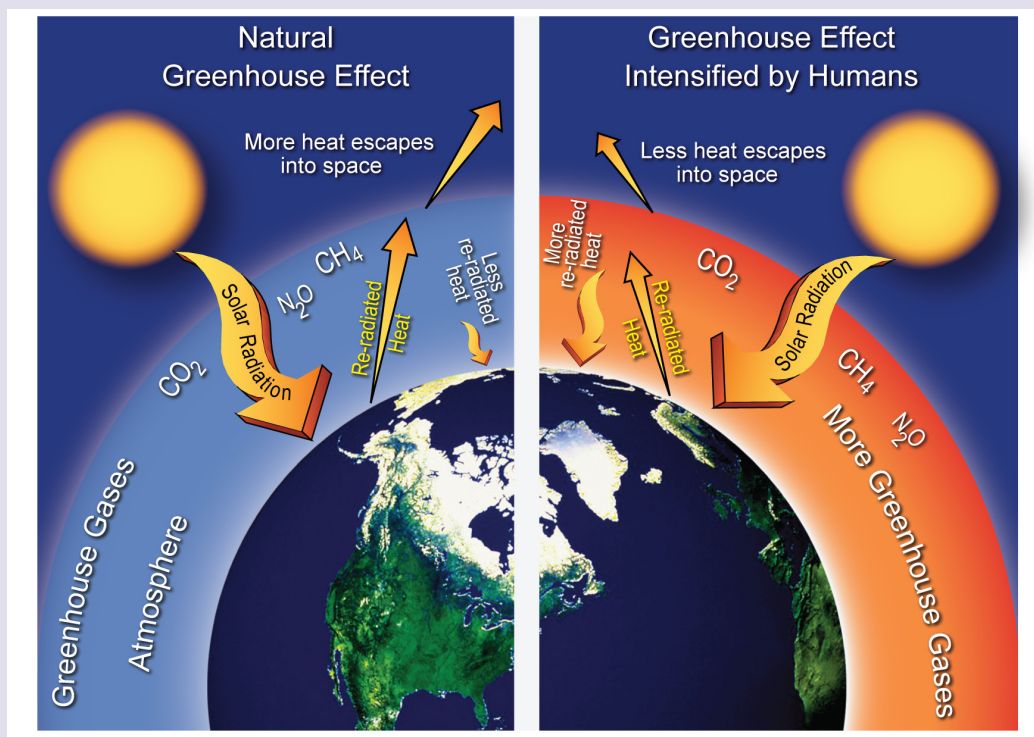 Natural
Greenhouse Effect
More heat escapes
into space
CH₄
N₂O
CO₂
Solar Radiation
Re-radiated
Heat
Less
re-radiated
heat
Greenhouse Gases
Atmosphere
Greenhouse Effect
Intensified by Humans
Less heat escapes
into space
More
re-radiated
heat
CO₂
Re-radiated
Heat
Solar Radiation
CH₄
N₂O
More Greenhouse Gases